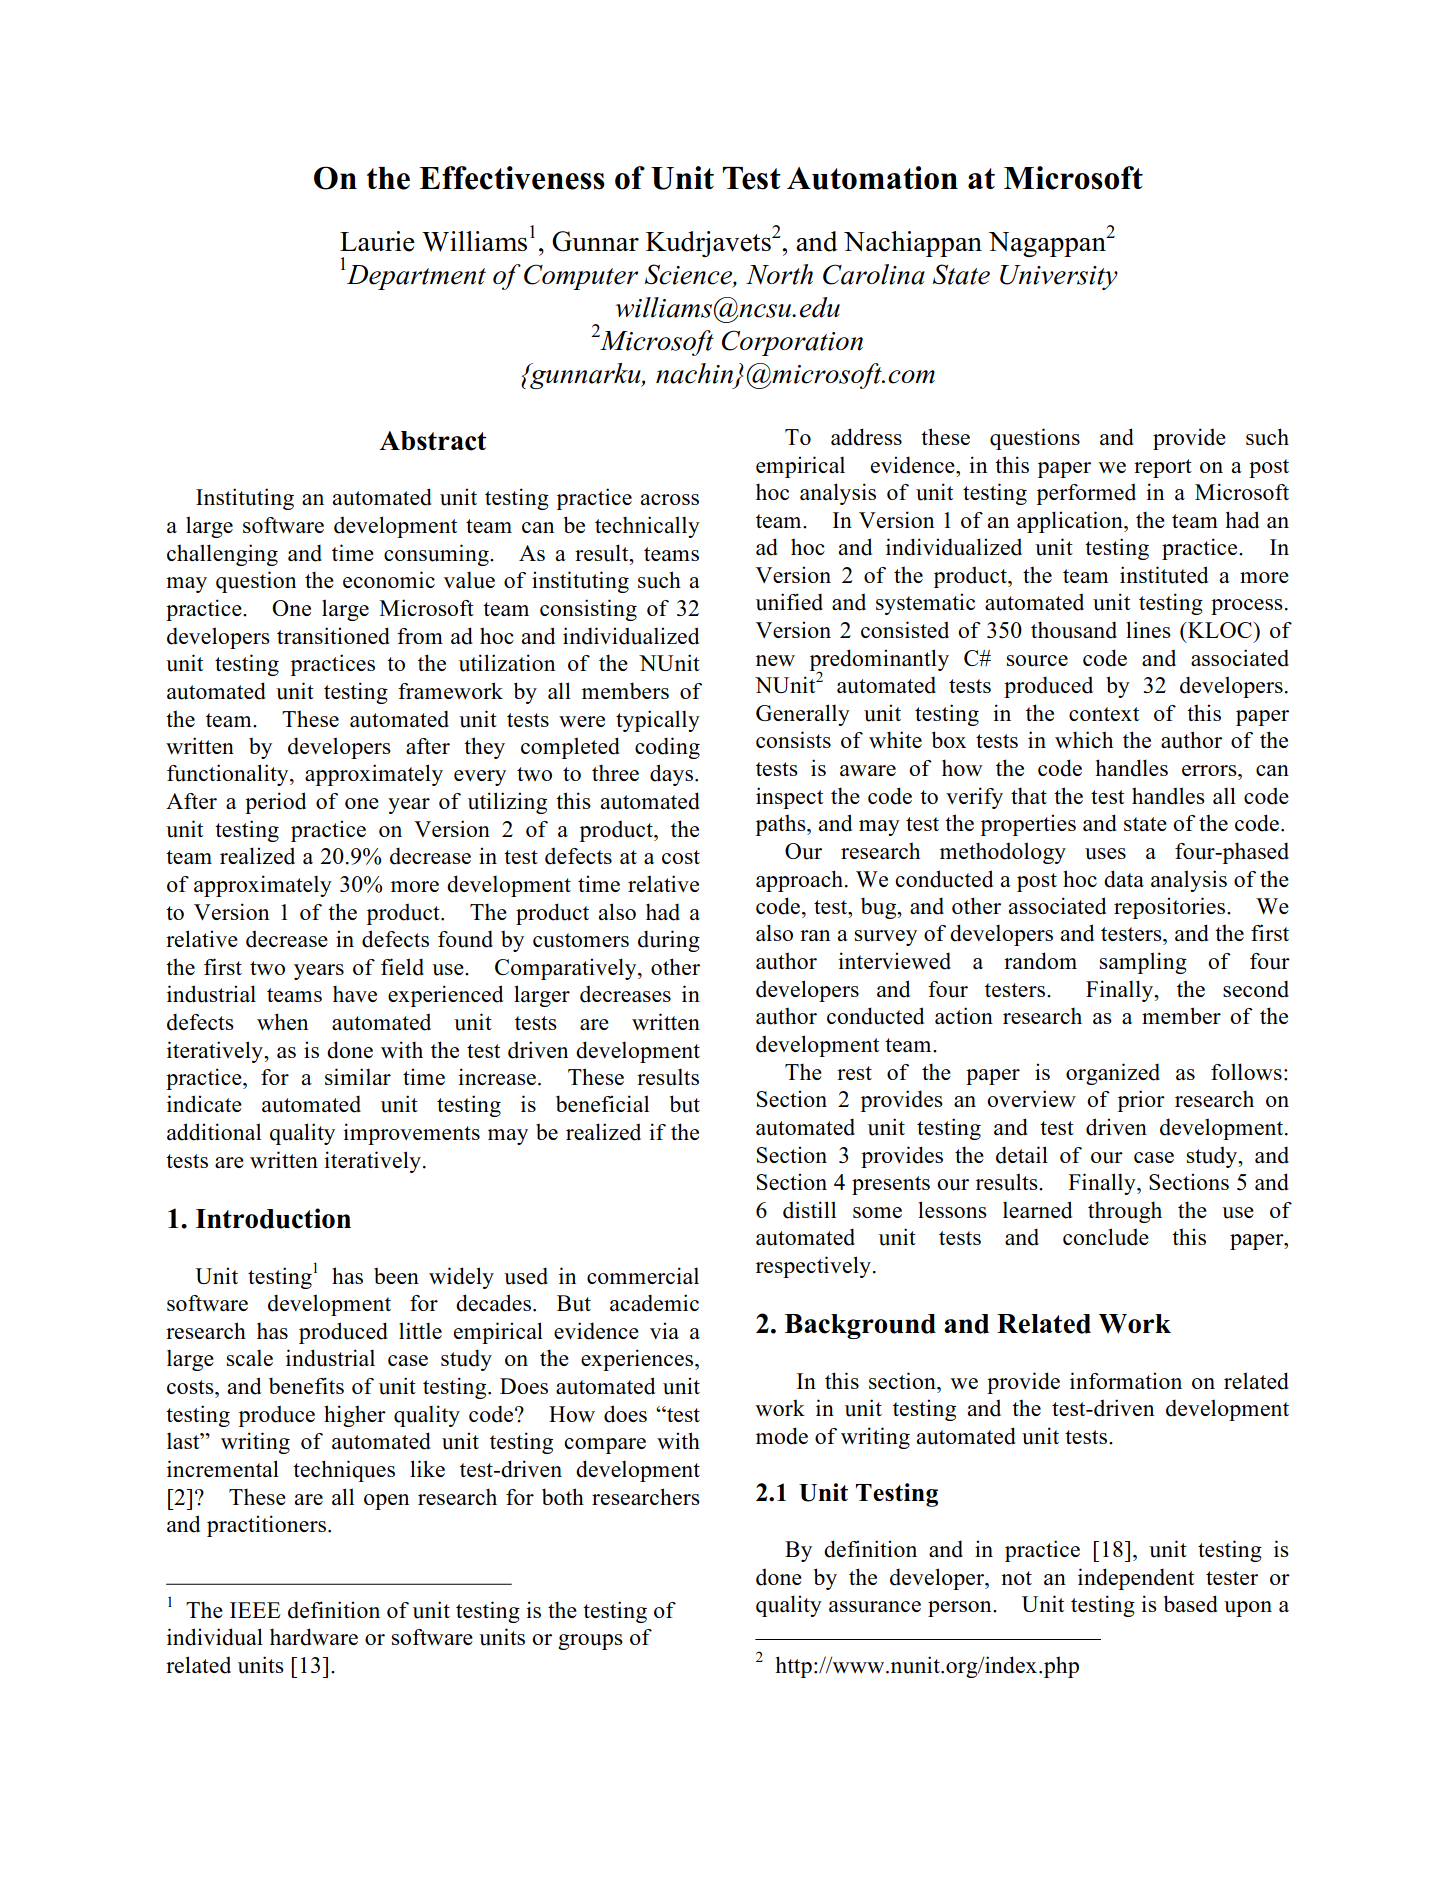 On the Effectiveness of Unit Test Automation at Microsoft
Laurie Williams1, Gunnar Kudrjavets2, and Nachiappan Nagappan2
1Department of Computer Science, North Carolina State University
williams@ncsu.edu
2Microsoft Corporation
{gunnarku, nachin}@microsoft.com
Abstract
Instituting an automated unit testing practice across
a large software development team can be technically
challenging and time consuming. As a result, teams
may question the economic value of instituting such a
practice. One large Microsoft team consisting of 32
developers transitioned from ad hoc and individualized
unit testing practices to the utilization of the NUnit
automated unit testing framework by all members of
the team. These automated unit tests were typically
written by developers after they completed coding
functionality, approximately every two to three days.
After a period of one year of utilizing this automated
unit testing practice on Version 2 of a product, the
team realized a 20.9% decrease in test defects at a cost
of approximately 30% more development time relative
to Version 1 of the product. The product also had a
relative decrease in defects found by customers during
the first two years of field use. Comparatively, other
industrial teams have experienced larger decreases in
defects when automated unit tests are written
iteratively, as is done with the test driven development
practice, for a similar time increase. These results
indicate automated unit testing is beneficial but
additional quality improvements may be realized if the
tests are written iteratively.
1. Introduction
Unit testing1 has been widely used in commercial
software development for decades. But academic
research has produced little empirical evidence via a
large scale industrial case study on the experiences,
costs, and benefits of unit testing. Does automated unit
testing produce higher quality code? How does “test
last” writing of automated unit testing compare with
incremental techniques like test-driven development
[2]? These are all open research for both researchers
and practitioners.
1 The IEEE definition of unit testing is the testing of
individual hardware or software units or groups of
related units [13].
To address these questions and provide such
empirical evidence, in this paper we report on a post
hoc analysis of unit testing performed in a Microsoft
team. In Version 1 of an application, the team had an
ad hoc and individualized unit testing practice. In
Version 2 of the product, the team instituted a more
unified and systematic automated unit testing process.
Version 2 consisted of 350 thousand lines (KLOC) of
new predominantly C# source code and associated
NUnit2 automated tests produced by 32 developers.
Generally unit testing in the context of this paper
consists of white box tests in which the author of the
tests is aware of how the code handles errors, can
inspect the code to verify that the test handles all code
paths, and may test the properties and state of the code.
Our research methodology uses a four-phased
approach. We conducted a post hoc data analysis of the
code, test, bug, and other associated repositories. We
also ran a survey of developers and testers, and the first
author interviewed a random sampling of four
developers and four testers. Finally, the second
author conducted action research as a member of the
development team.
The rest of the paper is organized as follows:
Section 2 provides an overview of prior research on
automated unit testing and test driven development.
Section 3 provides the detail of our case study, and
Section 4 presents our results. Finally, Sections 5 and
6 distill some lessons learned through the use of
automated unit tests and conclude this paper,
respectively.
2. Background and Related Work
In this section, we provide information on related
work in unit testing and the test-driven development
mode of writing automated unit tests.
2.1 Unit Testing
By definition and in practice [18], unit testing is
done by the developer, not an independent tester or
quality assurance person. Unit testing is based upon a
2 http://www.nunit.org/index.php